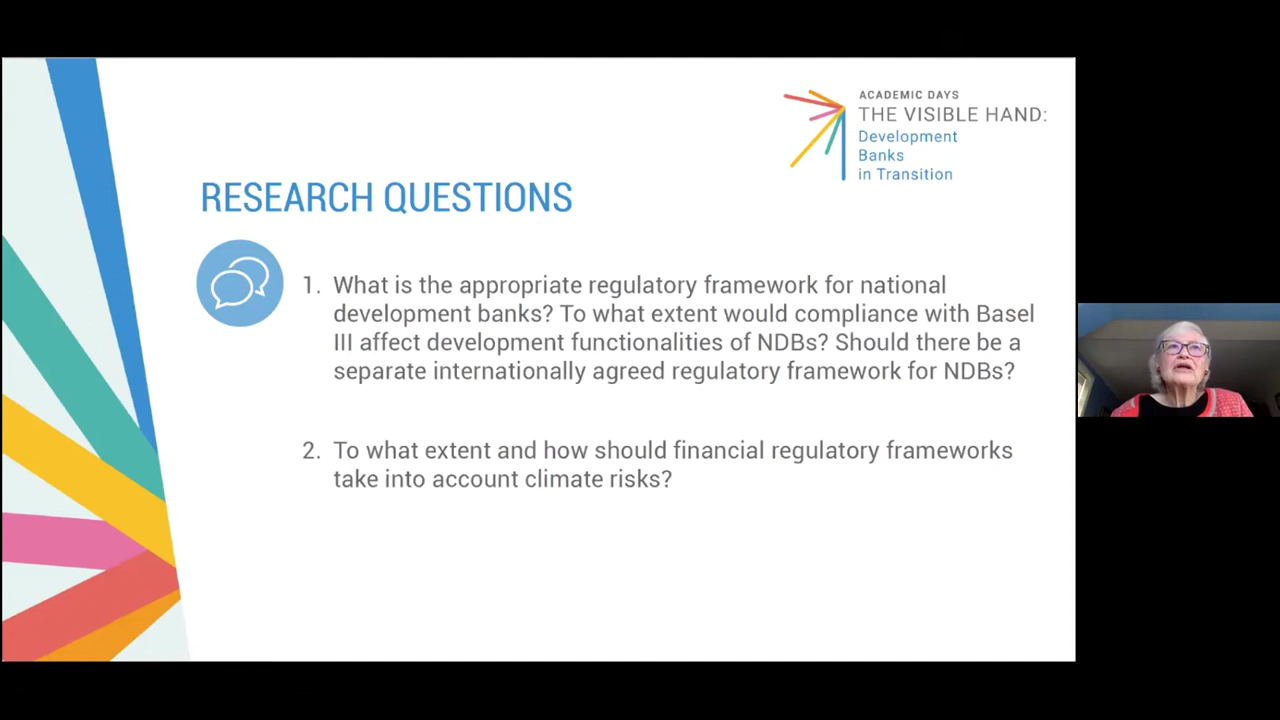 ACADEMIC DAYS
THE VISIBLE HAND:
Development
Banks
in Transition
RESEARCH QUESTIONS
1. What is the appropriate regulatory framework for national
development banks? To what extent would compliance with Basel
III affect development functionalities of NDBs? Should there be a
separate internationally agreed regulatory framework for NDBs?
2. To what extent and how should financial regulatory frameworks
take into account climate risks?